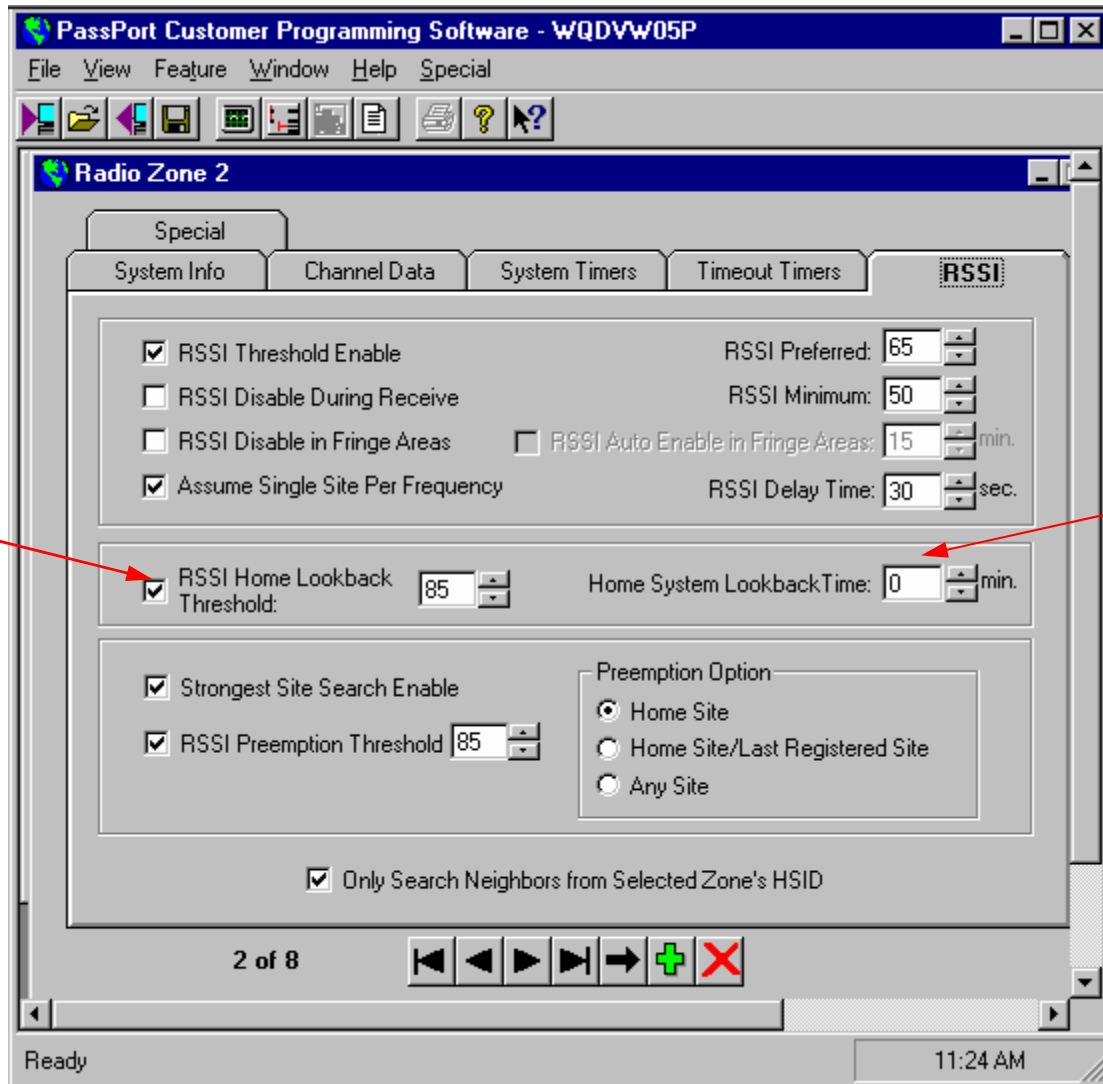 PassPort Customer Programming Software - WQDVW05P
File View Feature Window Help Special
Radio Zone 2
Special
System Info Channel Data System Timers Timeout Timers RSSI
RSSI Threshold Enable RSSI Preferred: 65
RSSI Disable During Receive RSSI Minimum: 50
RSSI Disable in Fringe Areas RSSI Auto Enable in Fringe Areas: 15 min.
Assume Single Site Per Frequency RSSI Delay Time: 30 sec.
RSSI Home Lookback
Threshold: 85 Home System LookbackTime: 0 min.
Preemption Option
Strongest Site Search Enable
Home Site
RSSI Preemption Threshold 85
Home Site/Last Registered Site
Any Site
Only Search Neighbors from Selected Zone's HSID
2 of 8
Ready 11:24 AM